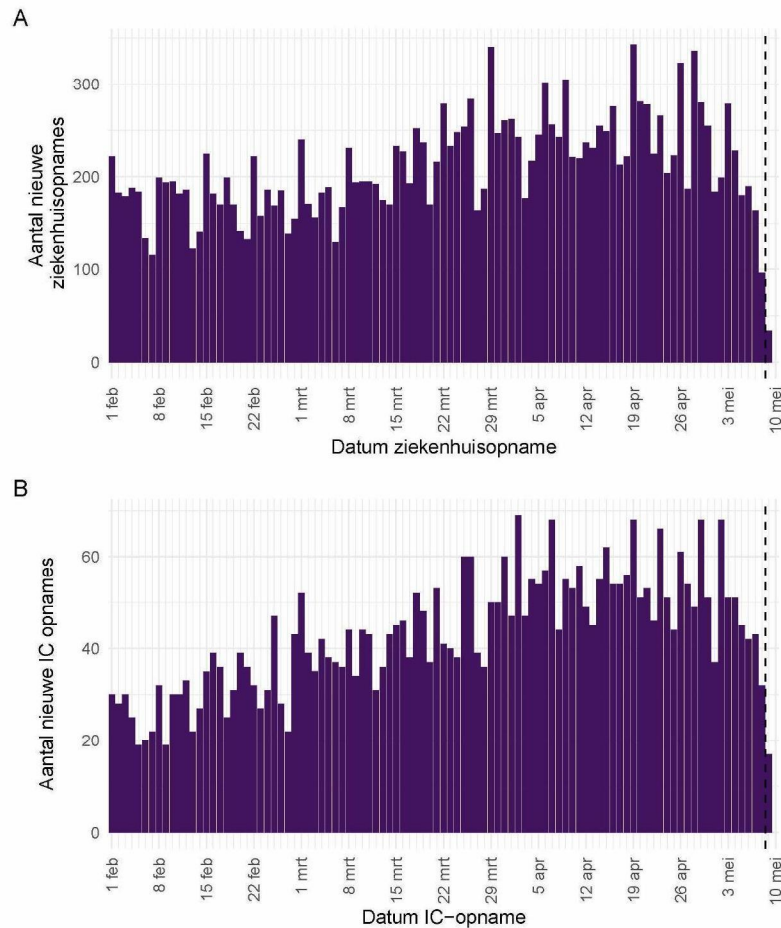 A
Aantal nieuwe
ziekenhuisopnames
300
200
100
0
1 feb
8 feb
15 feb
22 feb
1 mrt
8 mrt
15 mrt
22 mrt
29 mrt
5 apr
12 apr
19 apr
26 apr
3 mei
10 mei
Datum ziekenhuisopname
B
Aantal nieuwe IC opnames
60
40
20
0
1 feb
8 feb
15 feb
22 feb
1 mrt
8 mrt
15 mrt
22 mrt
29 mrt
5 apr
12 apr
19 apr
26 apr
3 mei
10 mei
Datum IC-opname